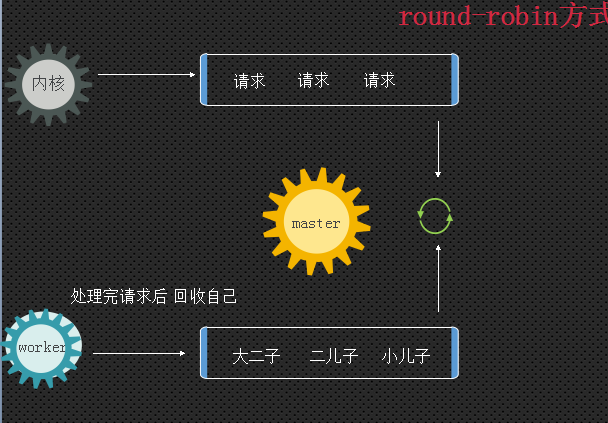 round-robin方式
内核
请求 请求 请求
master
处理完请求后 回收自己
worker
大二子 二儿子 小儿子